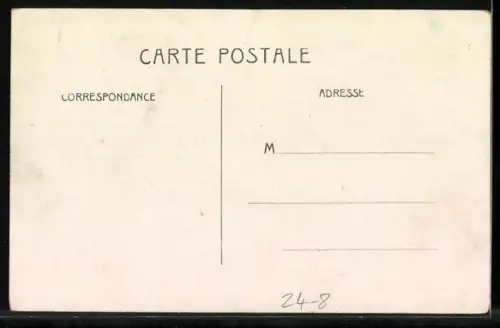 CARTE POSTALE
CORRESPONDANCE
ADRESSE
M
24-8